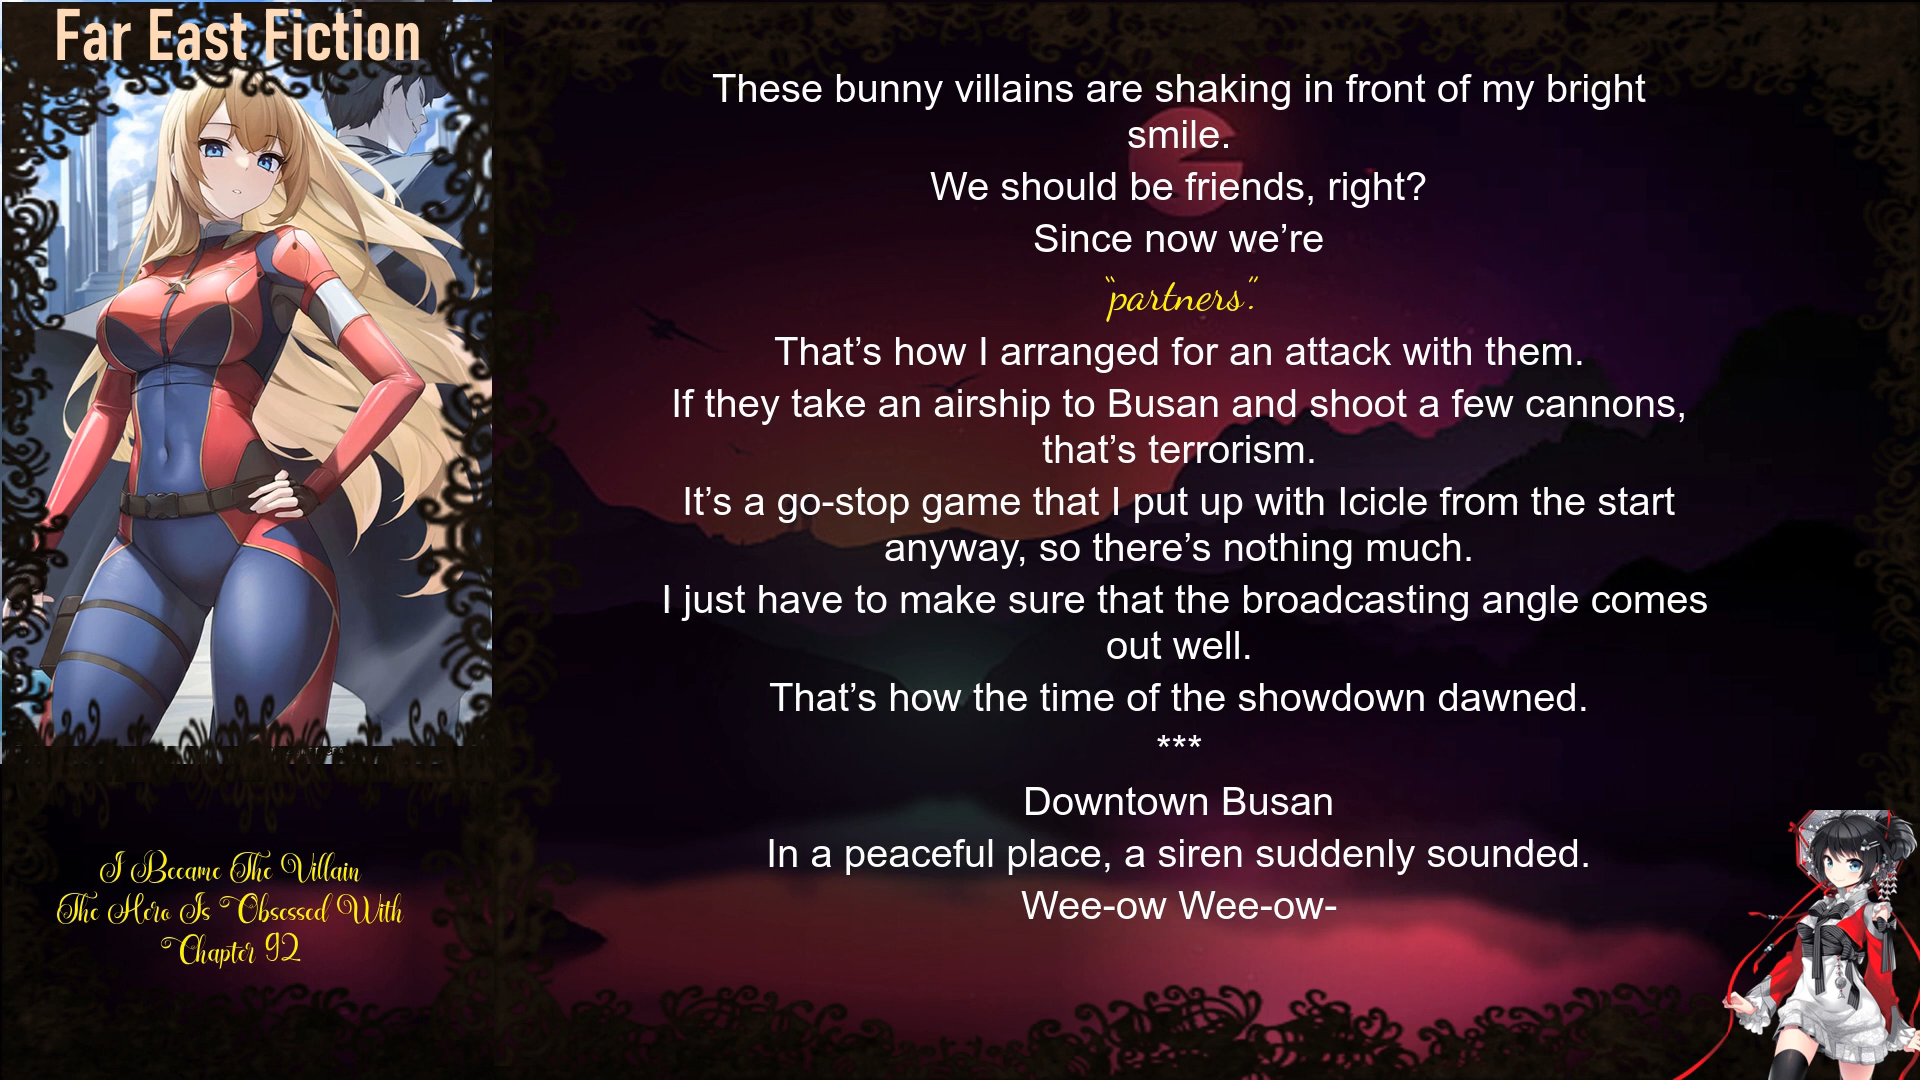 Far East Fiction
These bunny villains are shaking in front of my bright
smile.
We should be friends, right?
Since now we’re
“partners”.
That’s how I arranged for an attack with them.
If they take an airship to Busan and shoot a few cannons,
that’s terrorism.
It’s a go-stop game that I put up with Icicle from the start
anyway, so there’s nothing much.
I just have to make sure that the broadcasting angle comes
out well.
That’s how the time of the showdown dawned.
***
Downtown Busan
In a peaceful place, a siren suddenly sounded.
Wee-ow Wee-ow-
I Became The Villain
The Hero Is Obsessed With
Chapter 92